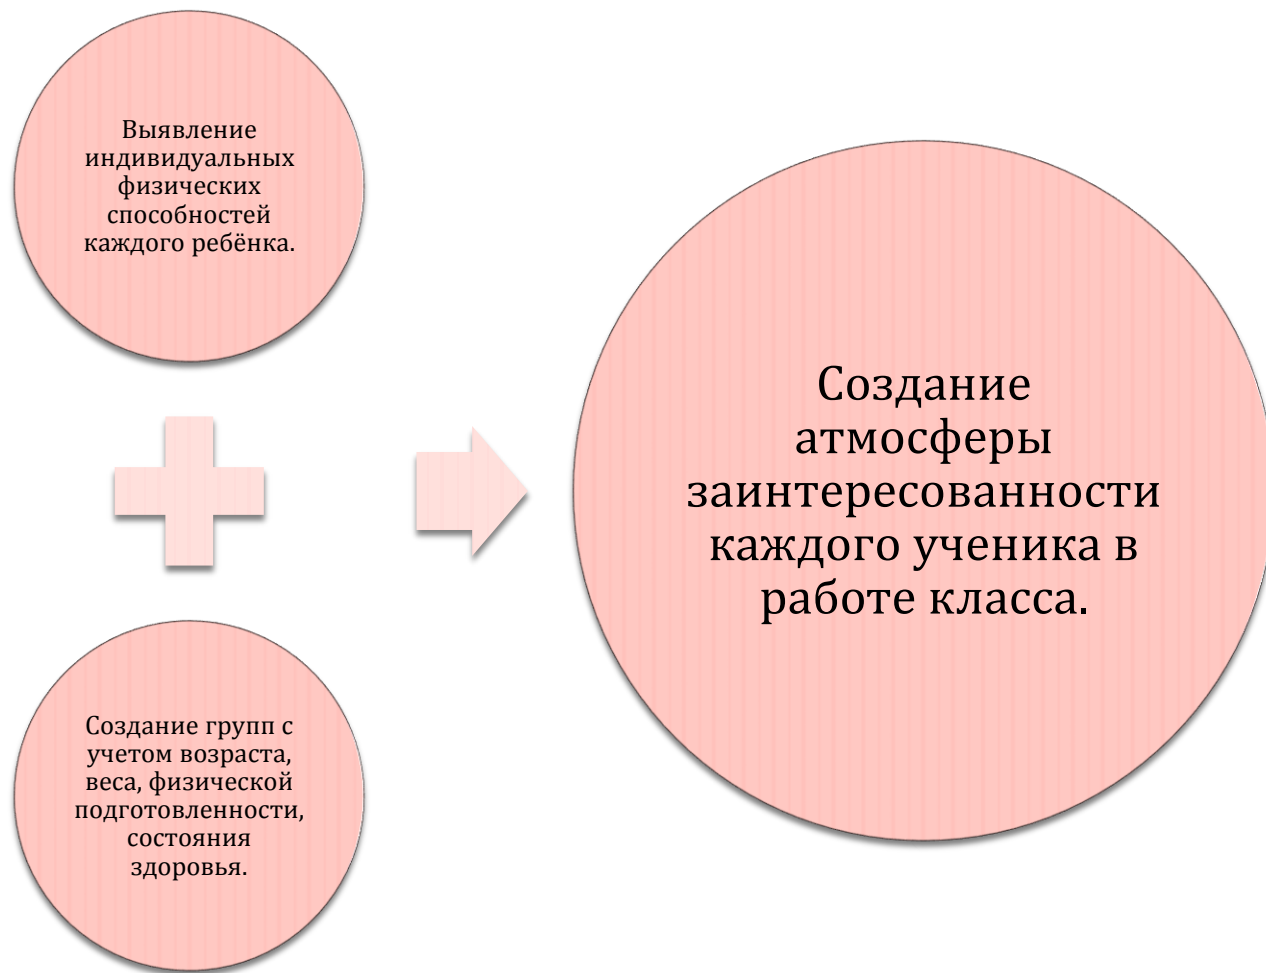 Выявление
индивидуальных
физических
способностей
каждого ребёнка.
Создание групп с
учетом возраста,
веса, физической
подготовленности,
состояния
здоровья.
Создание
атмосферы
заинтересованности
каждого ученика в
работе класса.